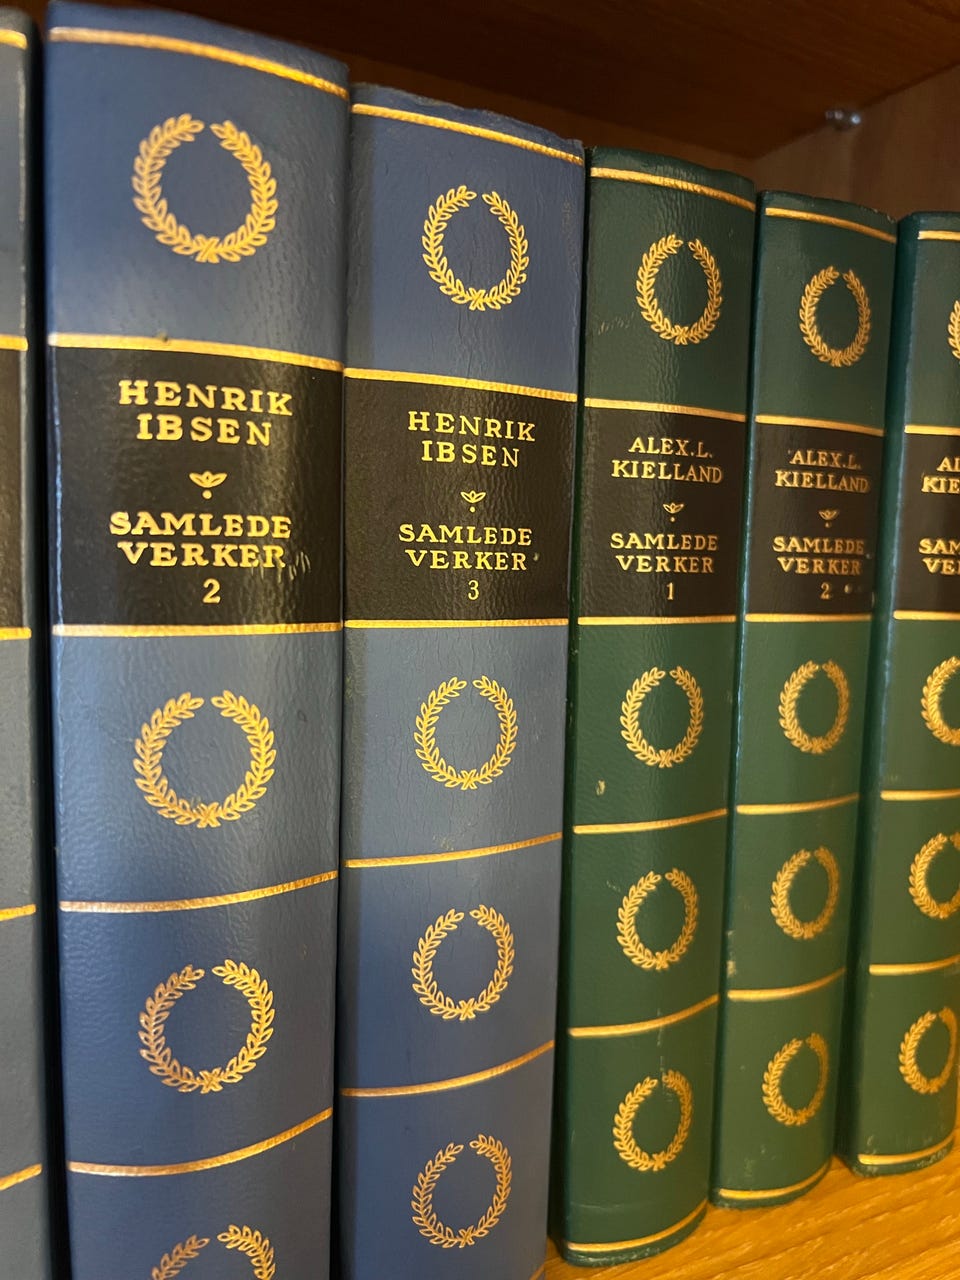 HENRIK
IBSEN
SAMLEDE
VERKER
2
HENRIK
IBSEN
SAMLEDE
VERKER
3
ALEX. L.
KIELLAND
SAMLEDE
VERKER
1
ALEX. L.
KIELLAND
SAMLEDE
VERKER
2